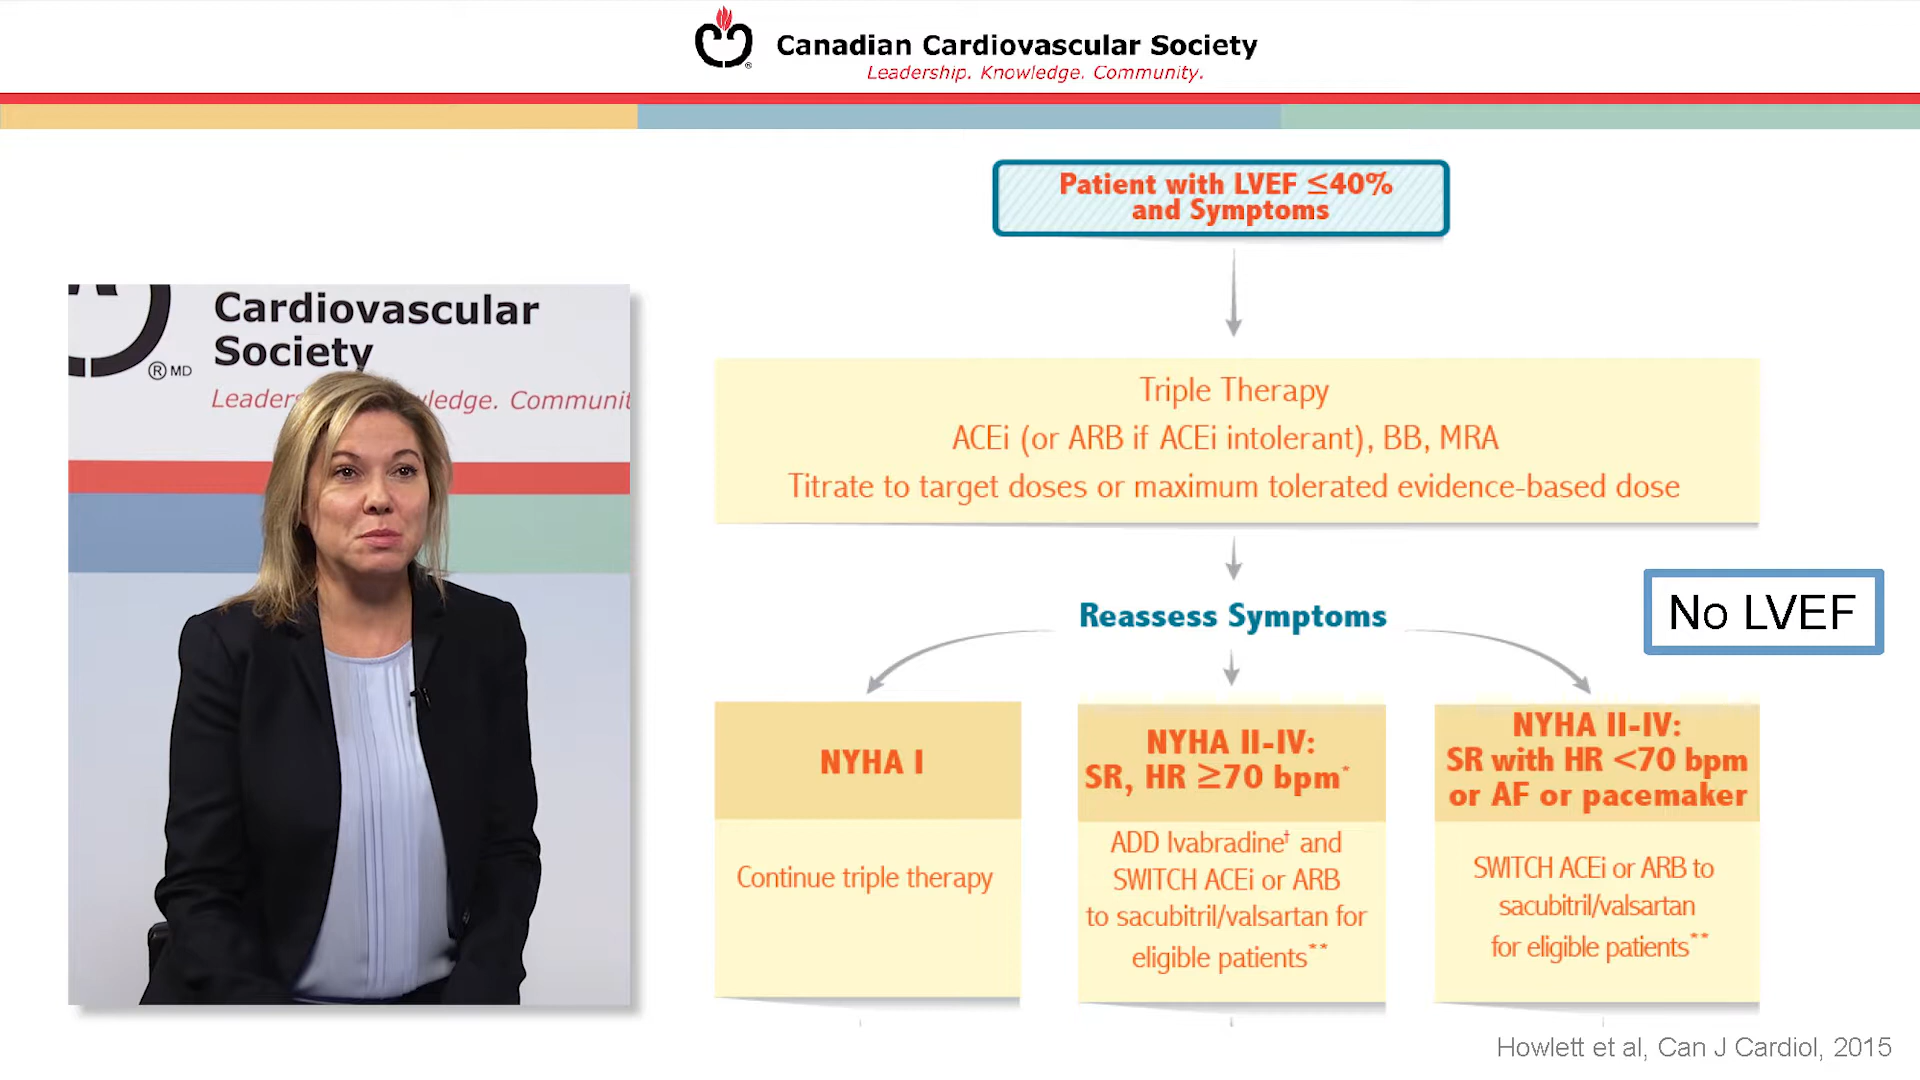 Canadian Cardiovascular Society
Leadership. Knowledge. Community.
Patient with LVEF ≤40%
and Symptoms
Cardiovascular
Society
® MD
Leaders wledge. Communit
Triple Therapy
ACEi (or ARB if ACEi intolerant), BB, MRA
Titrate to target doses or maximum tolerated evidence-based dose
Reassess Symptoms
No LVEF
NYHA I
Continue triple therapy
NYHA II-IV:
SR, HR ≥70 bpm*
ADD Ivabradine† and
SWITCH ACEi or ARB
to sacubitril/valsartan for
eligible patients**
NYHA II-IV:
SR with HR <70 bpm
or AF or pacemaker
SWITCH ACEi or ARB to
sacubitril/valsartan
for eligible patients**
Howlett et al, Can J Cardiol, 2015